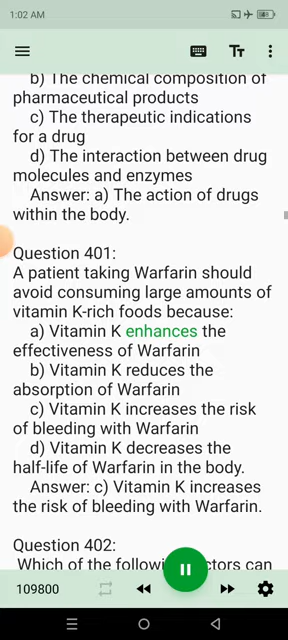 1:02 AM
b) The chemical composition of
pharmaceutical products
c) The therapeutic indications
for a drug
d) The interaction between drug
molecules and enzymes
Answer: a) The action of drugs
within the body.
Question 401:
A patient taking Warfarin should
avoid consuming large amounts of
vitamin K-rich foods because:
a) Vitamin K enhances the
effectiveness of Warfarin
b) Vitamin K reduces the
absorption of Warfarin
c) Vitamin K increases the risk
of bleeding with Warfarin
d) Vitamin K decreases the
half-life of Warfarin in the body.
Answer: c) Vitamin K increases
the risk of bleeding with Warfarin.
Question 402:
Which of the can
109800